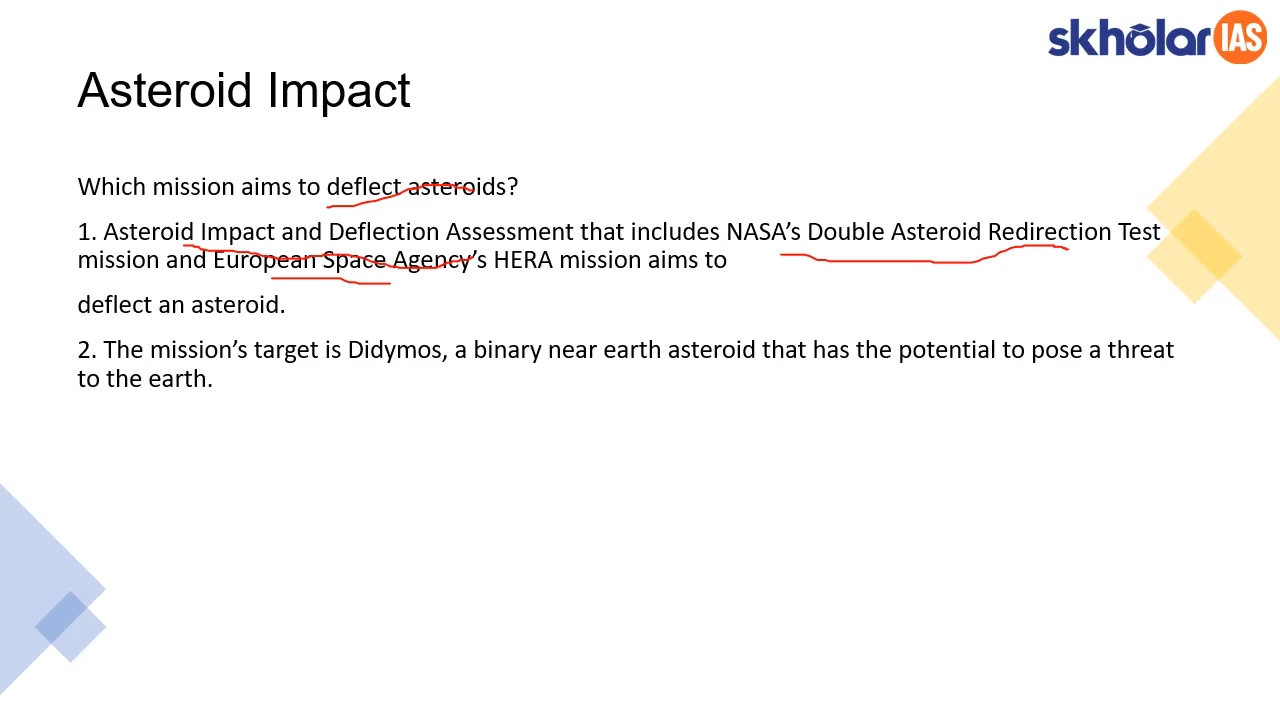 skholar IAS
Asteroid Impact
Which mission aims to deflect asteroids?
1. Asteroid Impact and Deflection Assessment that includes NASA’s Double Asteroid Redirection Test
mission and European Space Agency’s HERA mission aims to
deflect an asteroid.
2. The mission’s target is Didymos, a binary near earth asteroid that has the potential to pose a threat
to the earth.